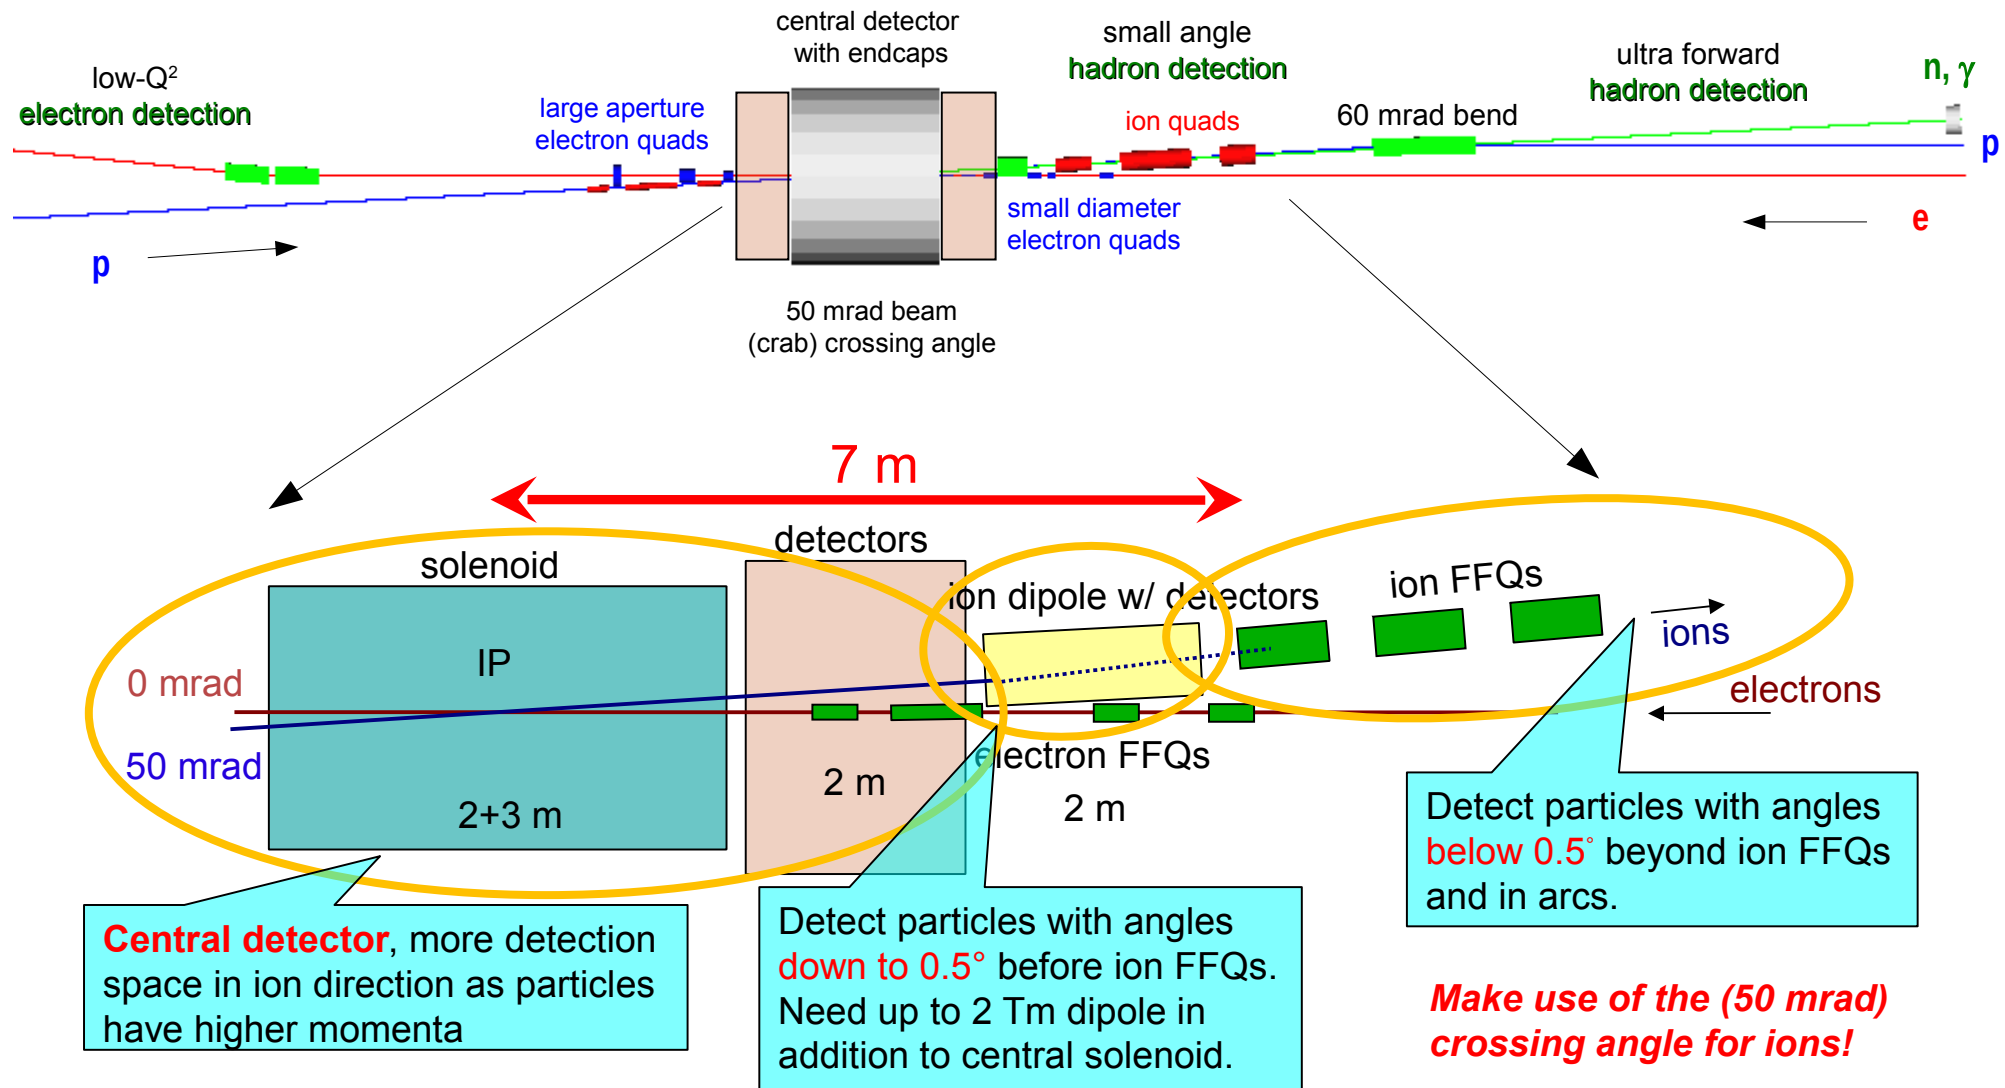 central detector
with endcaps
small angle
hadron detection
ultra forward
hadron detection
n, γ
low-Q²
electron detection
large aperture
electron quads
ion quads
60 mrad bend
p
small diameter
electron quads
e
p
50 mrad beam
(crab) crossing angle
7 m
detectors
solenoid
ion dipole w/ detectors
ion FFQs
IP
ions
0 mrad
electrons
50 mrad
electron FFQs
2 m
2+3 m
2 m
Detect particles with angles
below 0.5° beyond ion FFQs
and in arcs.
Central detector, more detection
space in ion direction as particles
have higher momenta
Detect particles with angles
down to 0.5° before ion FFQs.
Need up to 2 Tm dipole in
addition to central solenoid.
Make use of the (50 mrad)
crossing angle for ions!